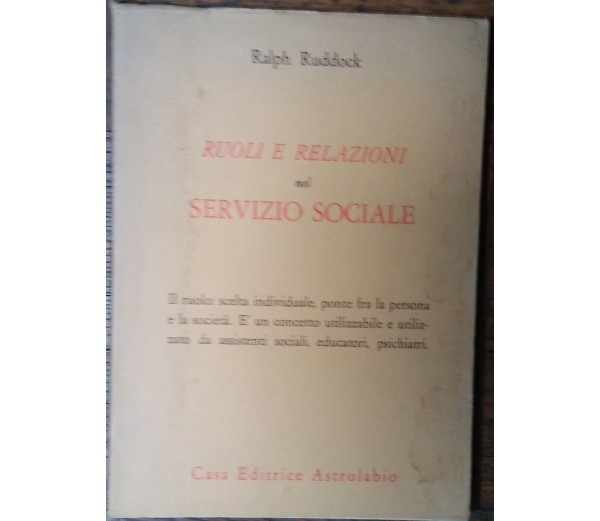 Ralph Ruddock
RUOLI E RELAZIONI
nel
SERVIZIO SOCIALE
Il ruolo: scelta individuale, ponte fra la persona
e la società. E' un concetto utilizzabile e utiliz-
zato da assistenti sociali, educatori, psichiatri.
Casa Editrice Astrolabio